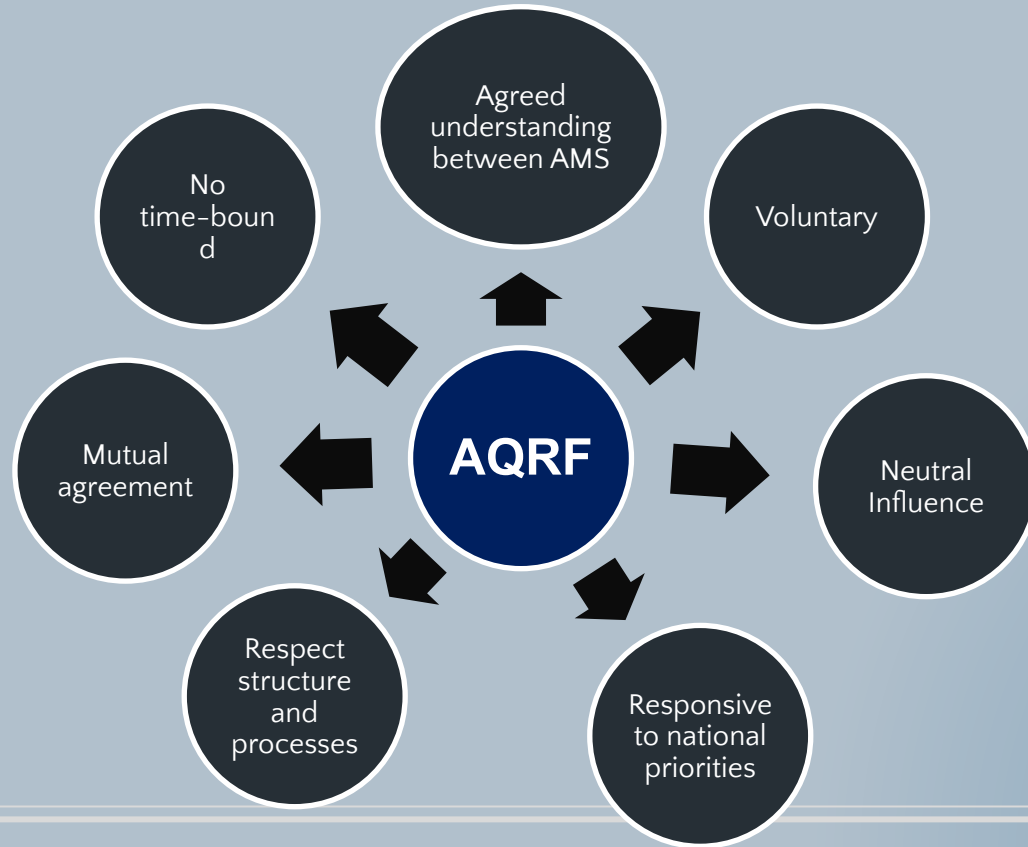 Agreed
understanding
between AMS
No
time-boun
d
Voluntary
AQRF
Mutual
agreement
Neutral
Influence
Respect
structure
and
processes
Responsive
to national
priorities